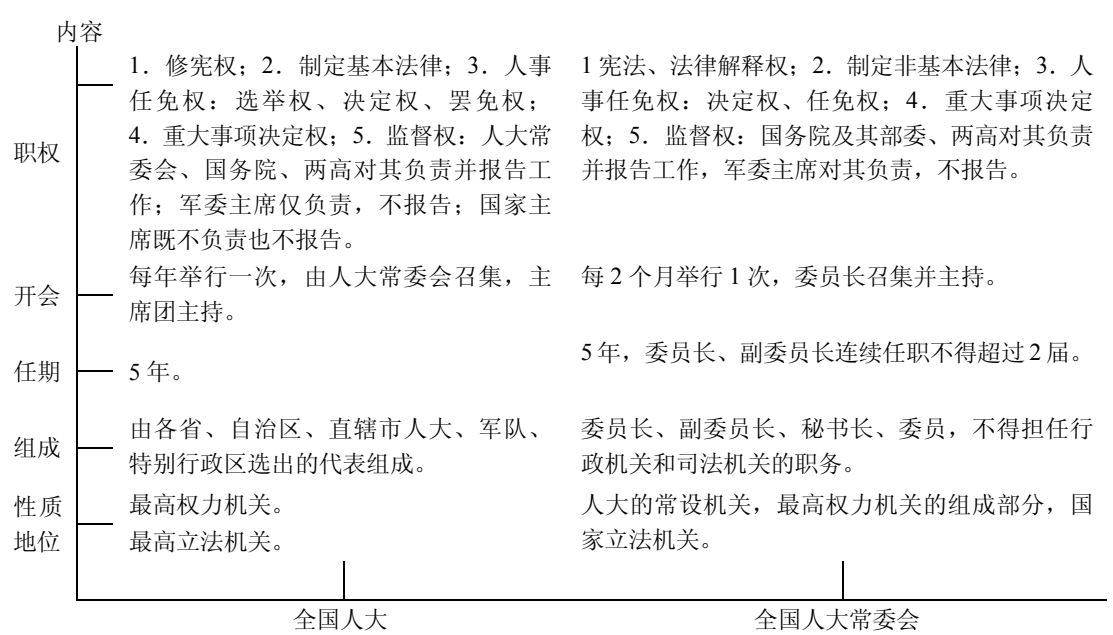 内容
职权
1．修宪权；2．制定基本法律；3．人事
任免权：选举权、决定权、罢免权；
4．重大事项决定权；5．监督权：人大常
委会、国务院、两高对其负责并报告工
作；军委主席仅负责，不报告；国家主
席既不负责也不报告。
1 宪法、法律解释权；2．制定非基本法律；3．人
事任免权：决定权、任免权；4．重大事项决定
权；5．监督权：国务院及其部委、两高对其负责
并报告工作，军委主席对其负责，不报告。
开会
每年举行一次，由人大常委会召集，主
席团主持。
每 2 个月举行 1 次，委员长召集并主持。
任期
5 年。
5 年，委员长、副委员长连续任职不得超过 2 届。
组成
由各省、自治区、直辖市人大、军队、
特别行政区选出的代表组成。
委员长、副委员长、秘书长、委员，不得担任行
政机关和司法机关的职务。
性质
地位
最高权力机关。
最高立法机关。
人大的常设机关，最高权力机关的组成部分，国
家立法机关。
全国人大
全国人大常委会